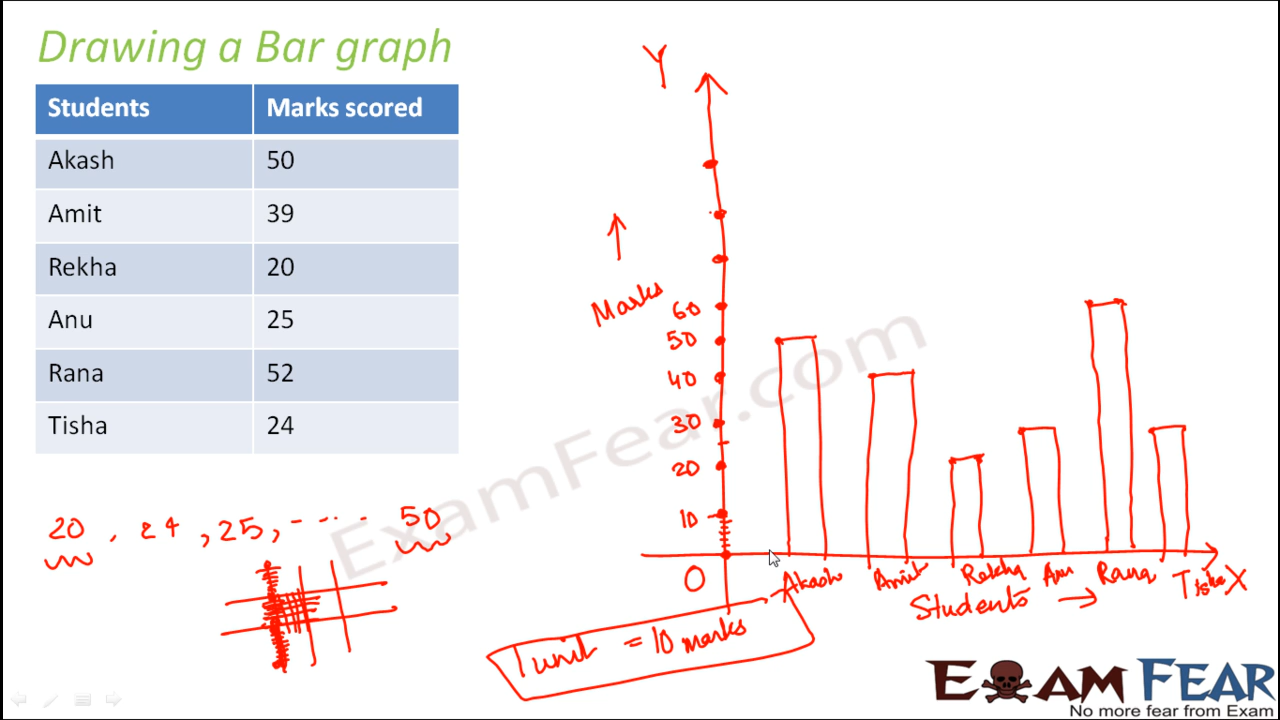 Drawing a Bar graph
Students Marks scored
Akash 50
Amit 39
Rekha 20
Anu 25
Rana 52
Tisha 24
20 , 24 , 25, - - - - - 50
Y
Marks
60
50
40
30
20
10
O
Akash Amit Rekha Anu Rana Tisha X
Students
1 unit = 10 marks
ExamFear.com
EXAM FEAR
No more fear from Exam